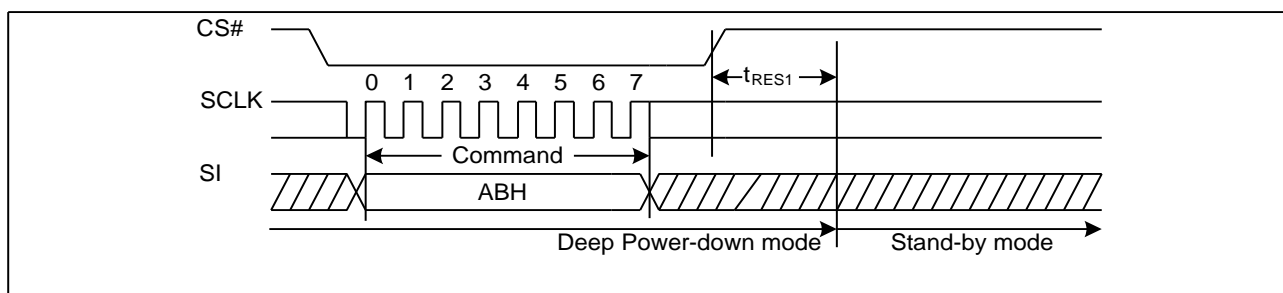 CS#
tRES1
0 1 2 3 4 5 6 7
SCLK
Command
SI
ABH
Deep Power-down mode Stand-by mode